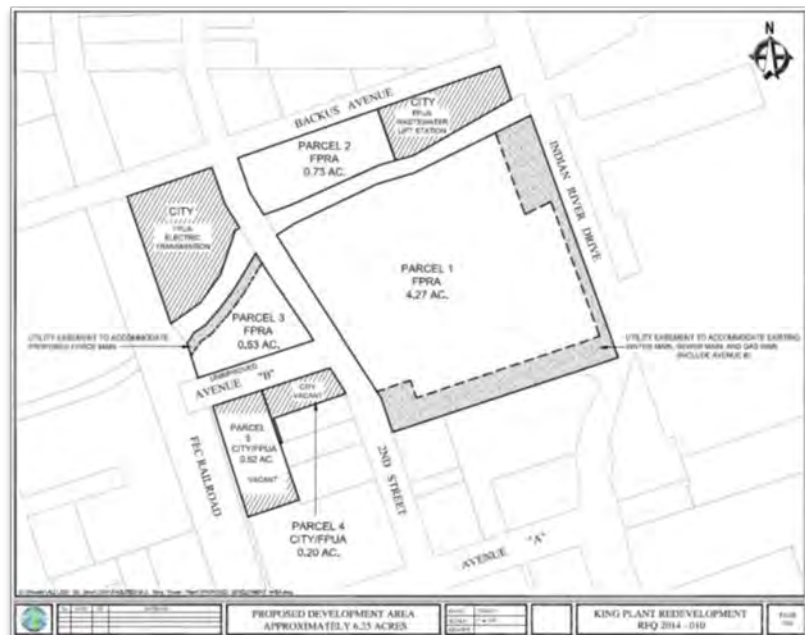 N
BACKUS AVENUE
CITY
FPUA
WASTEWATER
LIFT STATION
PARCEL 2
FPRA
0.73 AC.
INDIAN RIVER DRIVE
CITY
FPUA
ELECTRIC
TRANSMISSION
PARCEL 1
FPRA
4.27 AC.
PARCEL 3
FPRA
0.53 AC.
UTILITY EASEMENT TO ACCOMMODATE
PROPOSED FORCE MAIN
UTILITY EASEMENT TO ACCOMMODATE EXISTING
WATER MAIN, SEWER MAIN AND GAS MAIN
(INCLUDE AVENUE B)
UNIMPROVED
AVENUE "B"
CITY
VACANT
PARCEL
5
CITY/FPUA
0.52 AC.
VACANT
FEC RAILROAD
2ND STREET
PARCEL 4
CITY/FPUA
0.20 AC.
AVENUE "A"
PROPOSED DEVELOPMENT AREA
APPROXIMATELY 6.25 ACRES
KING PLANT REDEVELOPMENT
RFQ 2014 - 010
PAGE